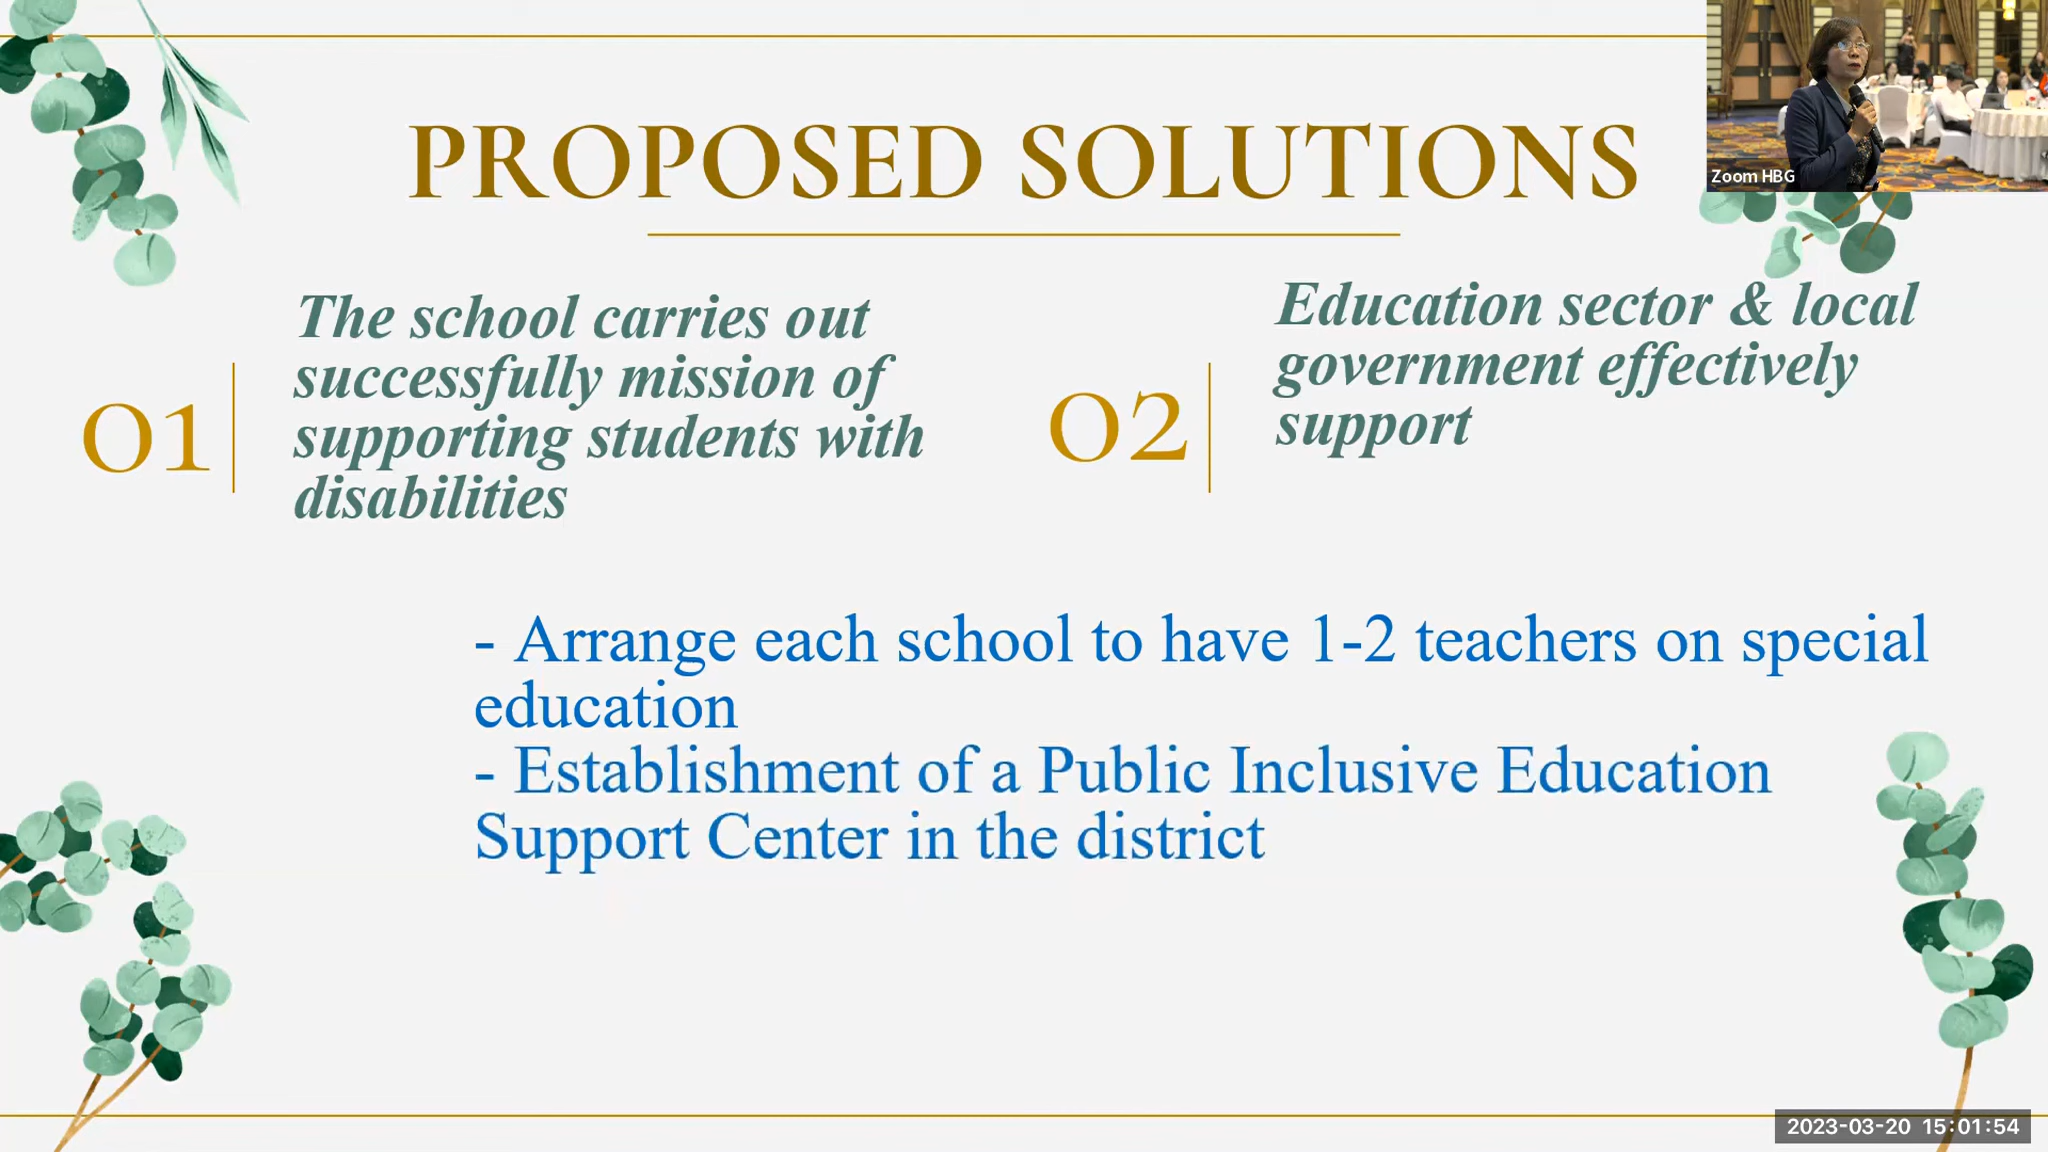 PROPOSED SOLUTIONS
Zoom HBG
01
The school carries out
successfully mission of
supporting students with
disabilities
02
Education sector & local
government effectively
support
- Arrange each school to have 1-2 teachers on special
education
- Establishment of a Public Inclusive Education
Support Center in the district
2023-03-20 15:01:54